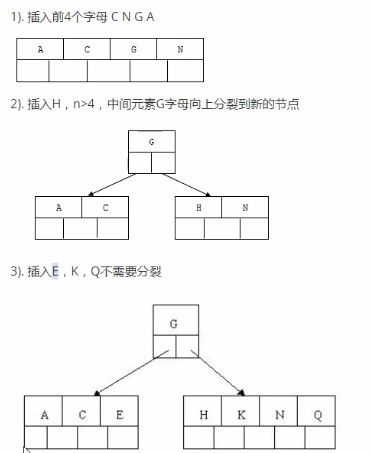 1). 插入前4个字母 C N G A
A C G N
2). 插入H，n>4，中间元素G字母向上分裂到新的节点
G
A C H N
3). 插入E，K，Q不需要分裂
G
A C E H K N Q